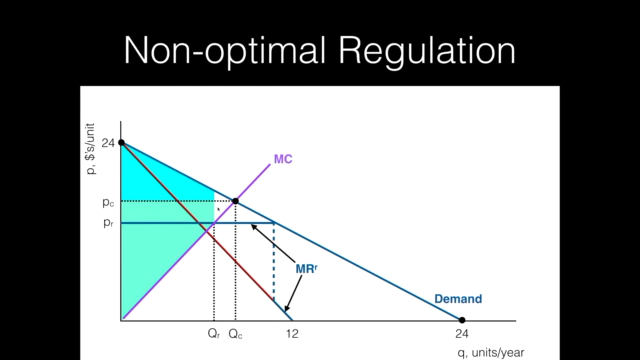 Non-optimal Regulation
p, $'s/unit
24
MC
pc
pr
MRr
Demand
Qr Qc 12 24
q, units/year